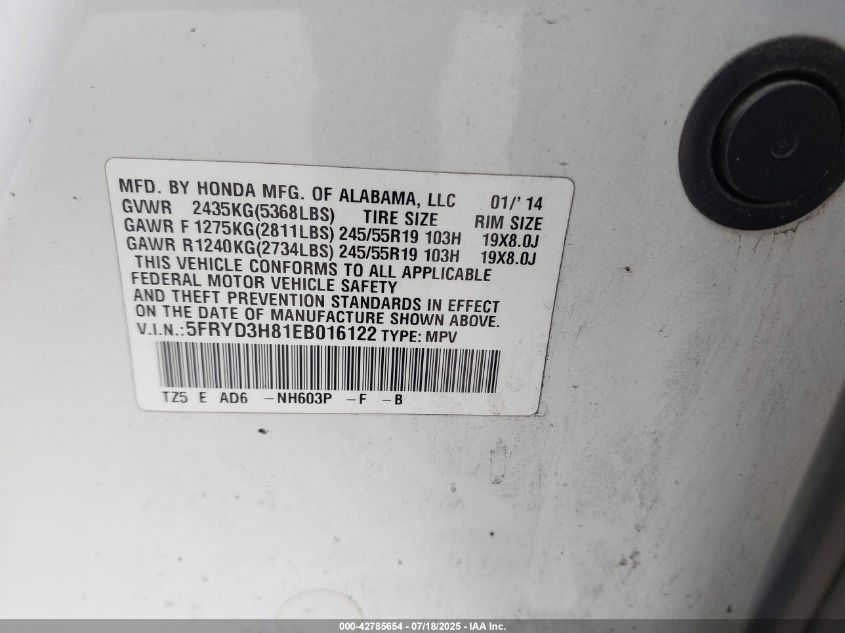 MFD. BY HONDA MFG. OF ALABAMA, LLC 01/'14
GVWR 2435KG(5368LBS) TIRE SIZE RIM SIZE
GAWR F 1275KG(2811LBS) 245/55R19 103H 19X8.0J
GAWR R1240KG(2734LBS) 245/55R19 103H 19X8.0J
THIS VEHICLE CONFORMS TO ALL APPLICABLE
FEDERAL MOTOR VEHICLE SAFETY
AND THEFT PREVENTION STANDARDS IN EFFECT
ON THE DATE OF MANUFACTURE SHOWN ABOVE.
V.I.N.:5FRYD3H81EB016122 TYPE: MPV
TZ5 E AD6 -NH603P -F -B
000-42785654 - 07/18/2025 - IAA Inc.